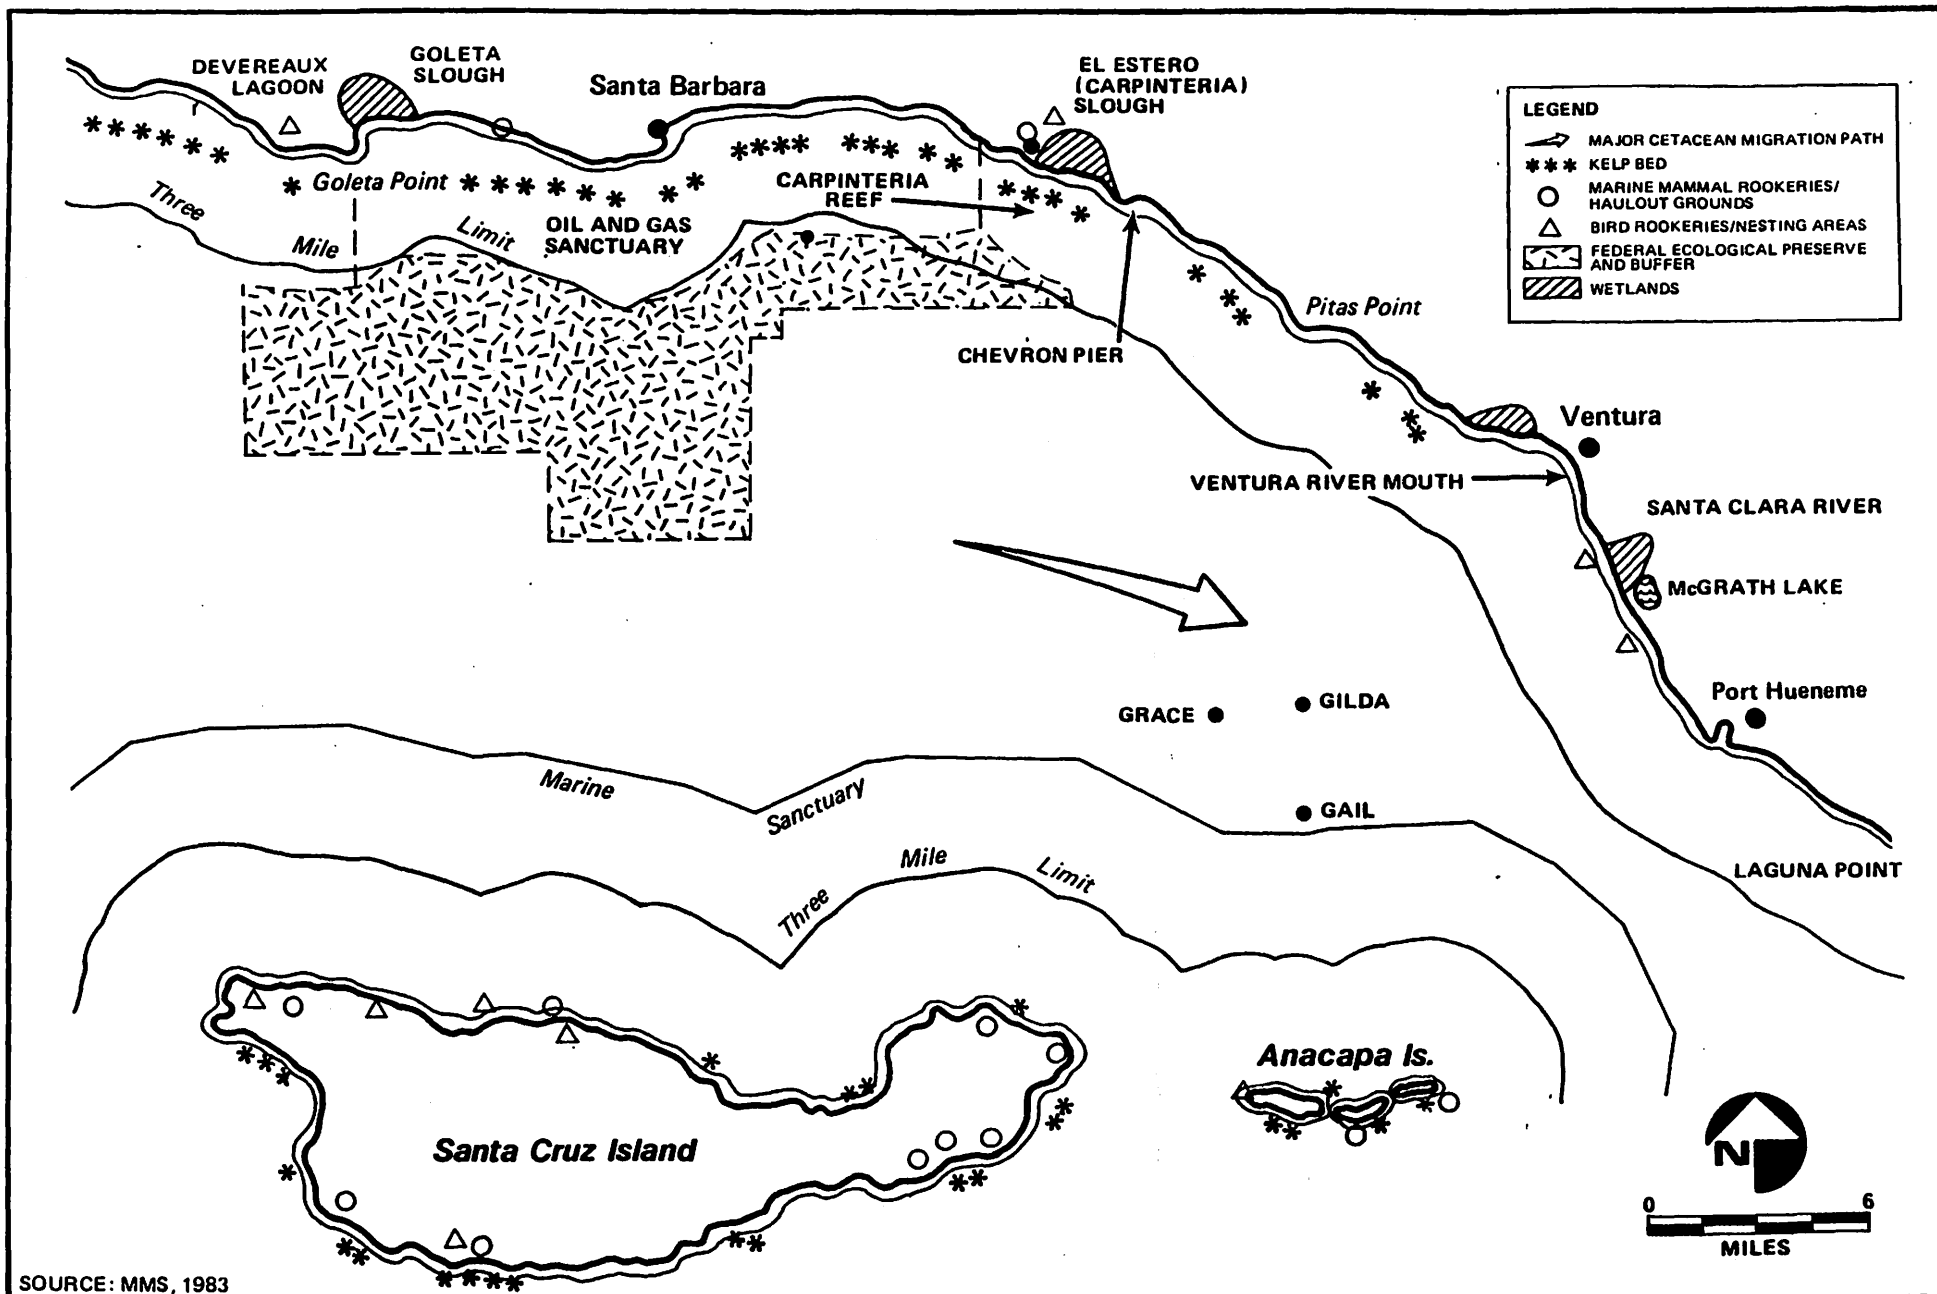 DEVEREAUX
LAGOON
GOLETA
SLOUGH
Santa Barbara
EL ESTERO
(CARPINTERIA)
SLOUGH
LEGEND
MAJOR CETACEAN MIGRATION PATH
KELP BED
MARINE MAMMAL ROOKERIES/
HAULOUT GROUNDS
BIRD ROOKERIES/NESTING AREAS
FEDERAL ECOLOGICAL PRESERVE
AND BUFFER
WETLANDS
Goleta Point
CARPINTERIA
REEF
Three
Mile
Limit
OIL AND GAS
SANCTUARY
Pitas Point
CHEVRON PIER
Ventura
VENTURA RIVER MOUTH
SANTA CLARA RIVER
McGRATH LAKE
Port Hueneme
GRACE
GILDA
GAIL
Marine
Sanctuary
Three
Mile
Limit
LAGUNA POINT
Anacapa Is.
Santa Cruz Island
N
0 6
MILES
SOURCE: MMS, 1983